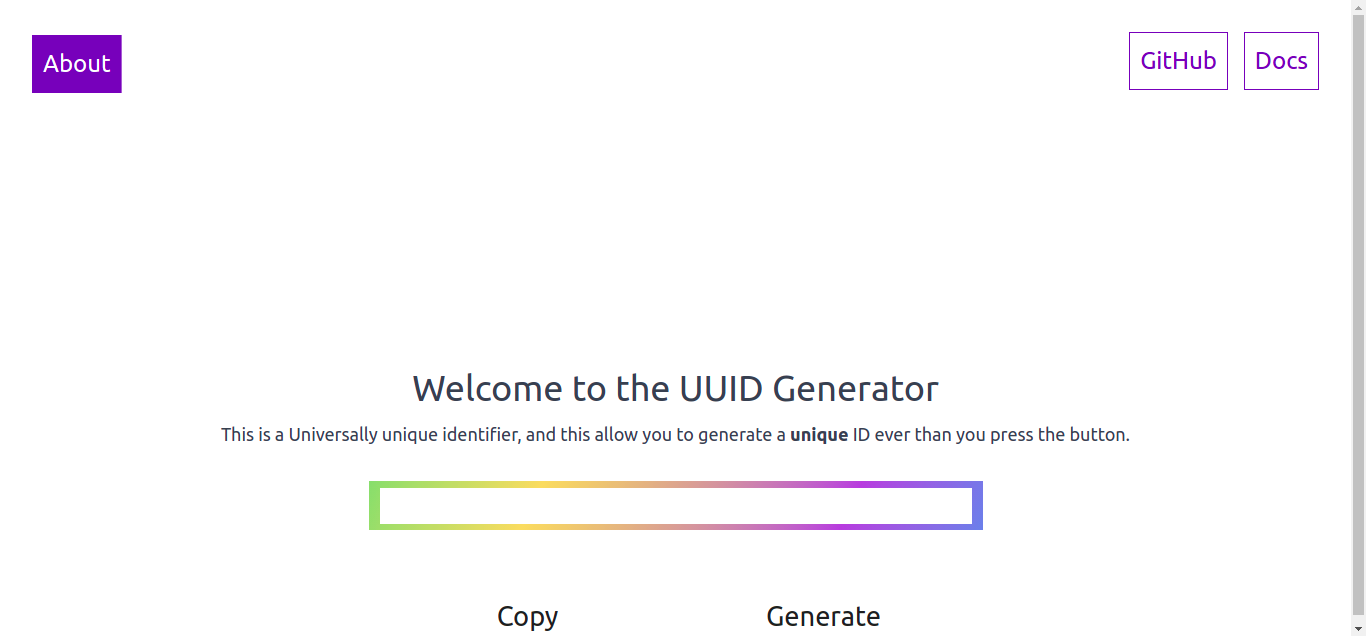 About
GitHub
Docs
Welcome to the UUID Generator
This is a Universally unique identifier, and this allow you to generate a unique ID ever than you press the button.
Copy
Generate